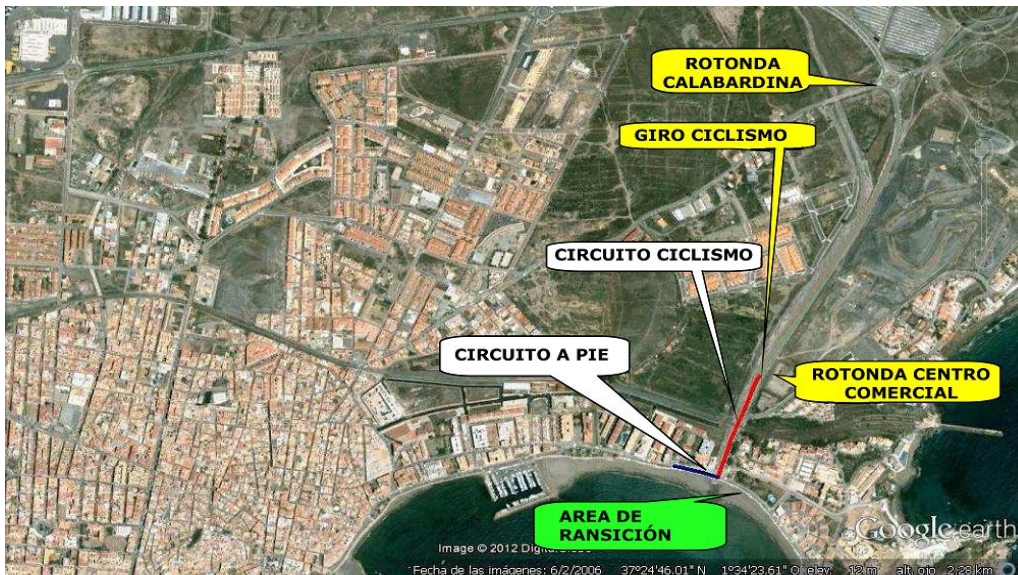 ROTONDA
CALABARDINA
GIRO CICLISMO
CIRCUITO CICLISMO
CIRCUITO A PIE
ROTONDA CENTRO
COMERCIAL
AREA DE
RANSICIÓN
Google earth
Image © 2012 Digit
Fecha de las imágenes: 6/2/2006 37°24'46.01" N 1°34'23.61" O elev. 12 m alt. ojo 2,28 km